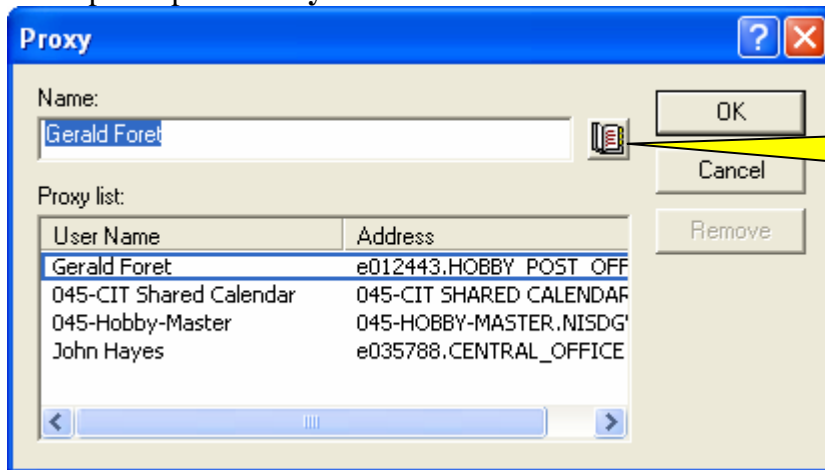 Proxy
Name:
Gerald Foret
OK
Cancel
Proxy list:
Remove
User Name Address
Gerald Foret e012443.HOBBY_POST_OFF
045-CIT Shared Calendar 045-CIT SHARED CALENDAR
045-Hobby-Master 045-HOBBY-MASTER.NISDG
John Hayes e035788.CENTRAL_OFFICE